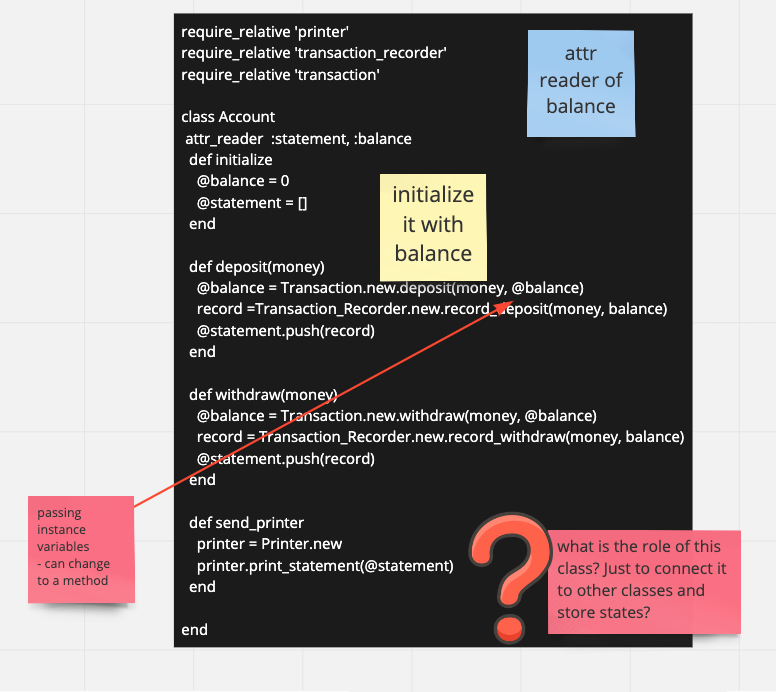 require_relative 'printer'
require_relative 'transaction_recorder'
require_relative 'transaction'
attr
reader of
balance
class Account
attr_reader :statement, :balance
def initialize
@balance = 0
@statement = []
end
initialize
it with
balance
def deposit(money)
@balance = Transaction.new.deposit(money, @balance)
record =Transaction_Recorder.new.record_deposit(money, balance)
@statement.push(record)
end
def withdraw(money)
@balance = Transaction.new.withdraw(money, @balance)
record = Transaction_Recorder.new.record_withdraw(money, balance)
@statement.push(record)
end
passing
instance
variables
- can change
to a method
def send_printer
printer = Printer.new
printer.print_statement(@statement)
end
end
❓
what is the role of this
class? Just to connect it
to other classes and
store states?